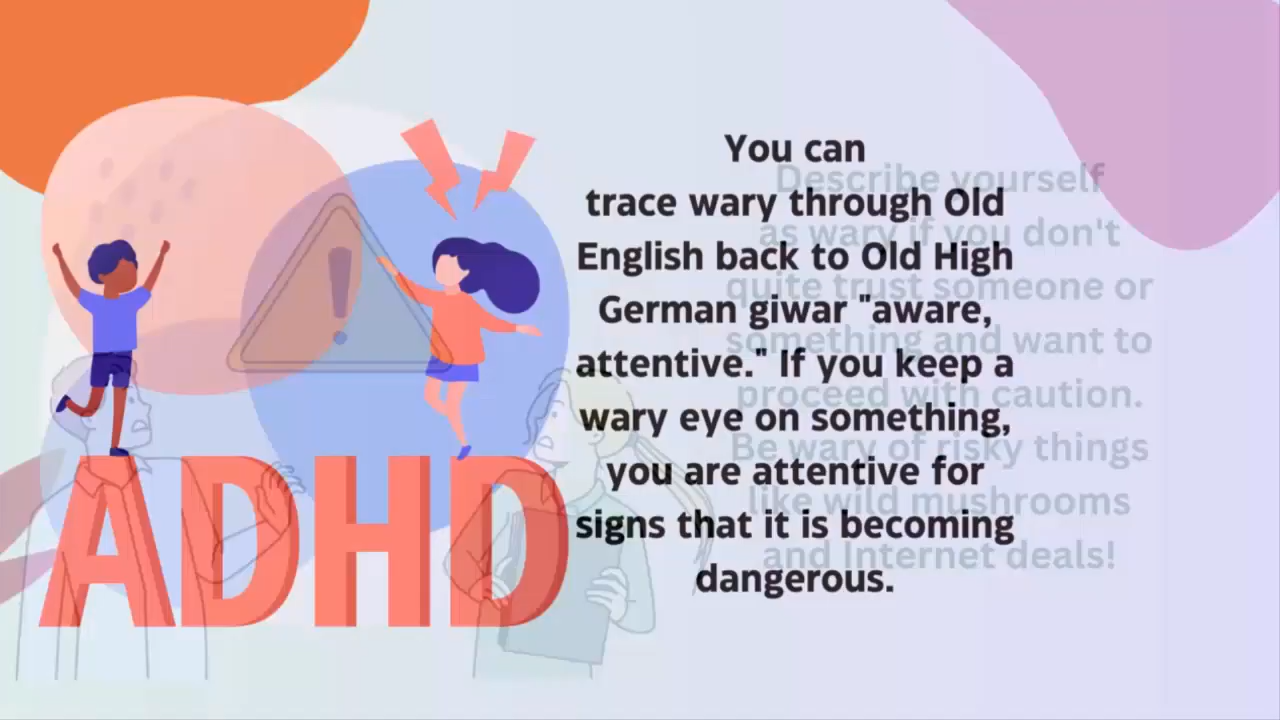 You can
trace wary through Old
English back to Old High
German giwar "aware,
attentive." If you keep a
wary eye on something,
you are attentive for
signs that it is becoming
dangerous.
Describe yourself
as wary if you don't
quite trust someone or
something and want to
proceed with caution.
Be wary of risky things
like wild mushrooms
and Internet deals!
ADHD